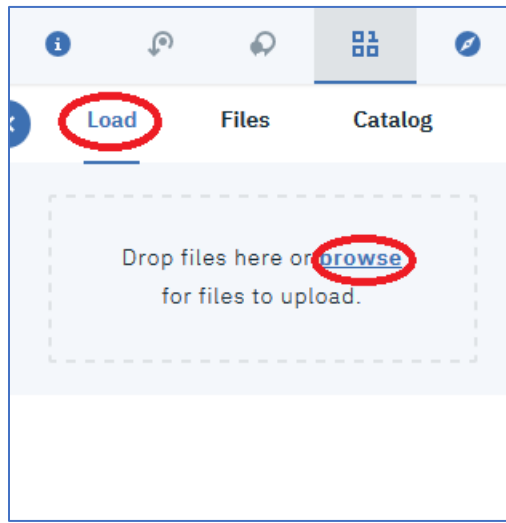 Load Files Catalog
Drop files here or browse
for files to upload.